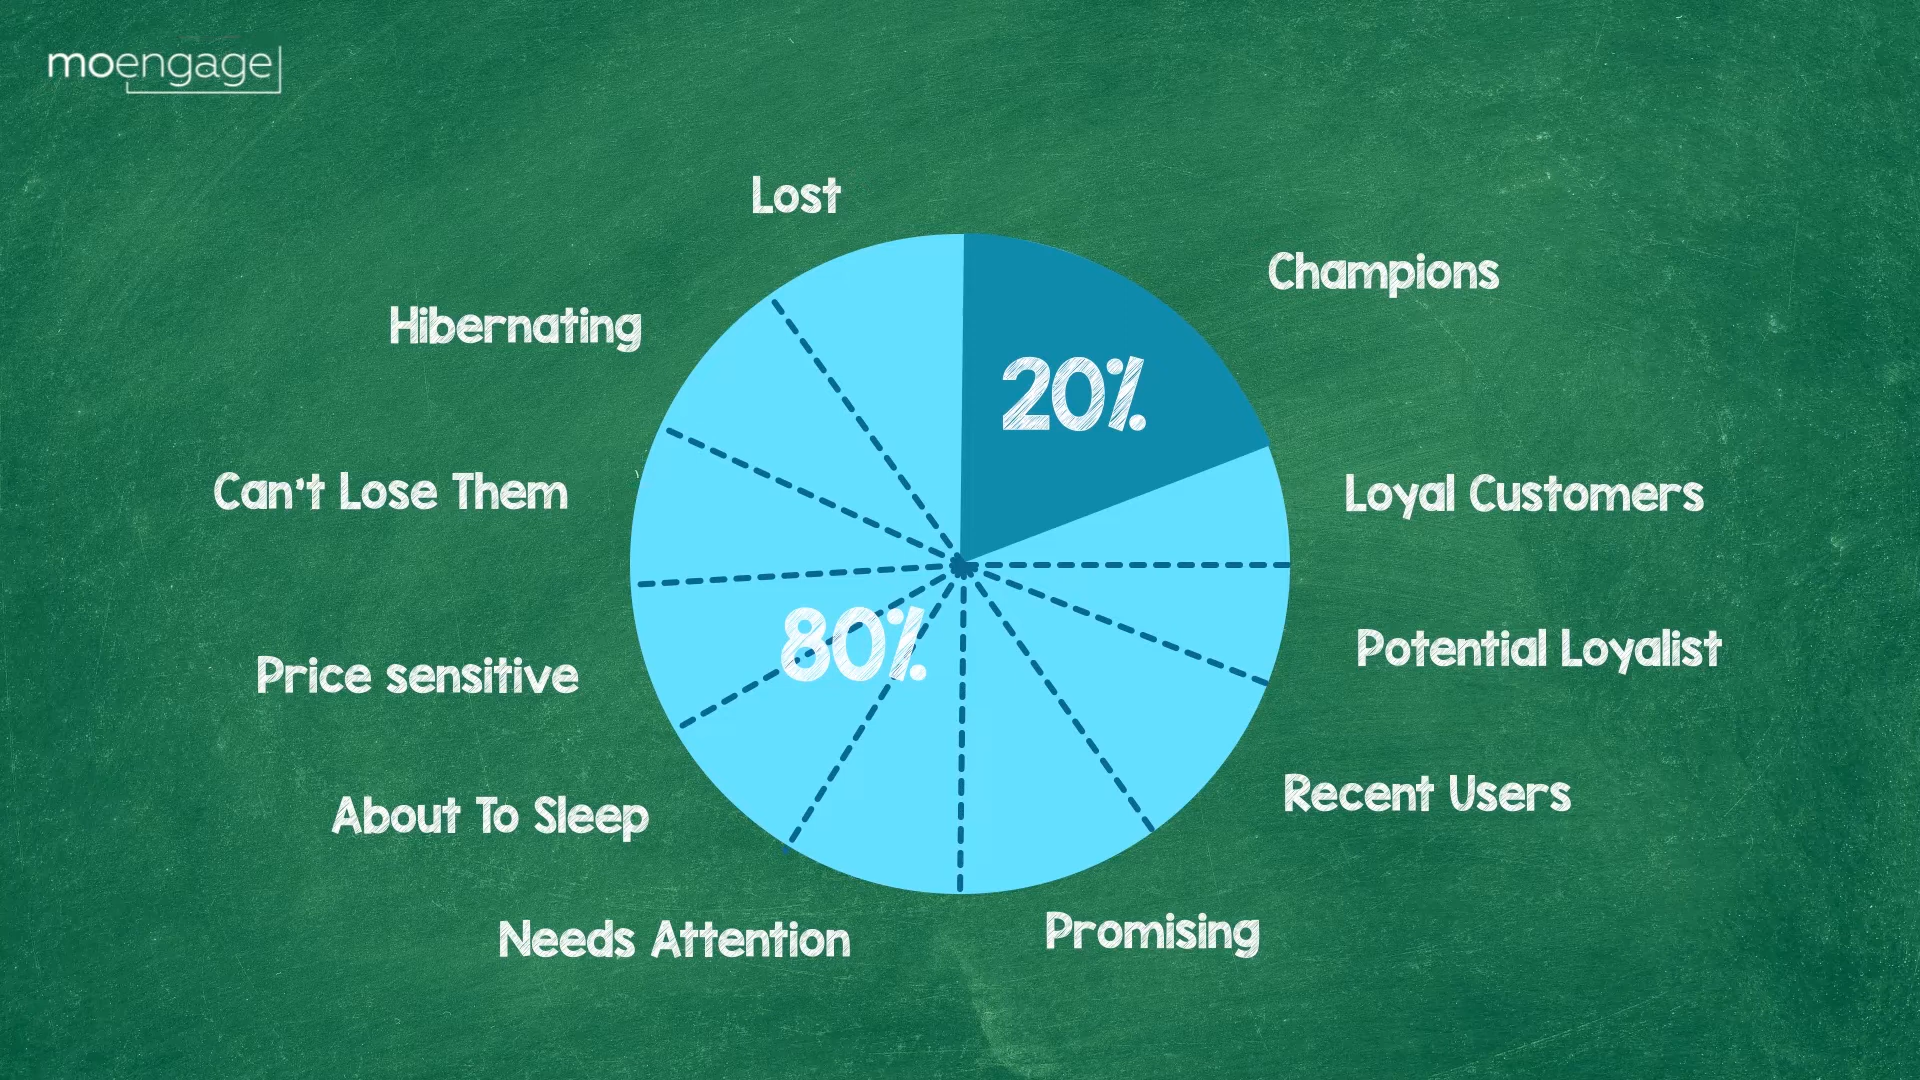 moengage
Lost
Champions
Hibernating
20%
Can't Lose Them
Loyal Customers
80%
Potential Loyalist
Price sensitive
Recent Users
About To Sleep
Needs Attention
Promising